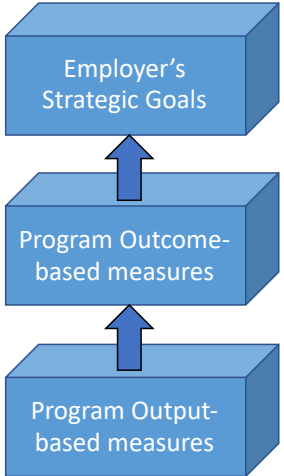 Employer’s
Strategic Goals
Program Outcome-
based measures
Program Output-
based measures